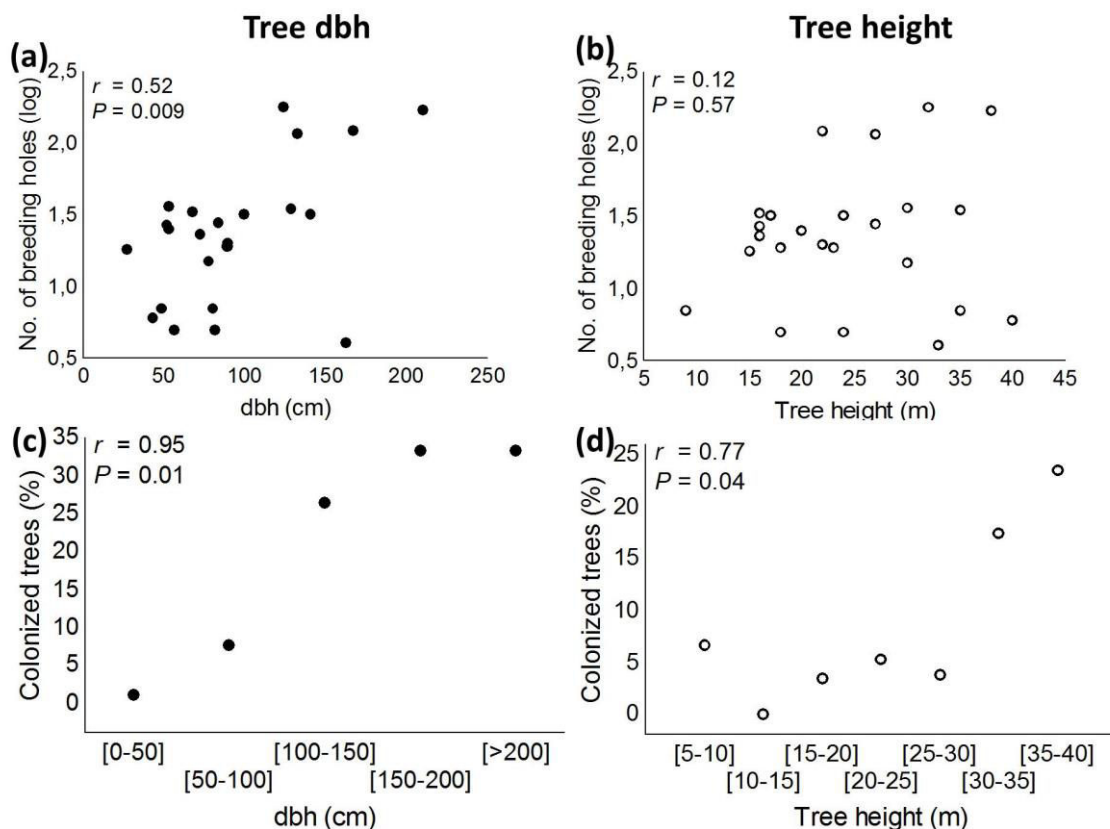 Tree dbh
Tree height
(a)
r = 0.52
P = 0.009
No. of breeding holes (log)
2,5
2,0
1,5
1,0
0,5
0 50 100 150 200 250
dbh (cm)
(b)
r = 0.12
P = 0.57
No. of breeding holes (log)
2,5
2,0
1,5
1,0
0,5
5 10 15 20 25 30 35 40 45
Tree height (m)
(c)
r = 0.95
P = 0.01
Colonized trees (%)
35
30
25
20
15
10
5
0
[0-50] [100-150] [>200]
[50-100] [150-200]
dbh (cm)
(d)
r = 0.77
P = 0.04
Colonized trees (%)
25
20
15
10
5
0
[5-10] [15-20] [25-30] [35-40]
[10-15] [20-25] [30-35]
Tree height (m)